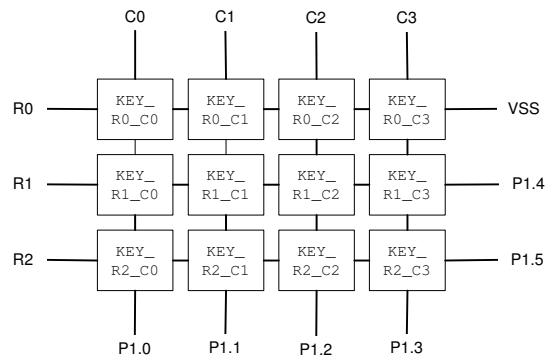 C0 C1 C2 C3
R0 KEY_ KEY_ KEY_ KEY_ VSS
R0_C0 R0_C1 R0_C2 R0_C3
R1 KEY_ KEY_ KEY_ KEY_ P1.4
R1_C0 R1_C1 R1_C2 R1_C3
R2 KEY_ KEY_ KEY_ KEY_ P1.5
R2_C0 R2_C1 R2_C2 R2_C3
P1.0 P1.1 P1.2 P1.3